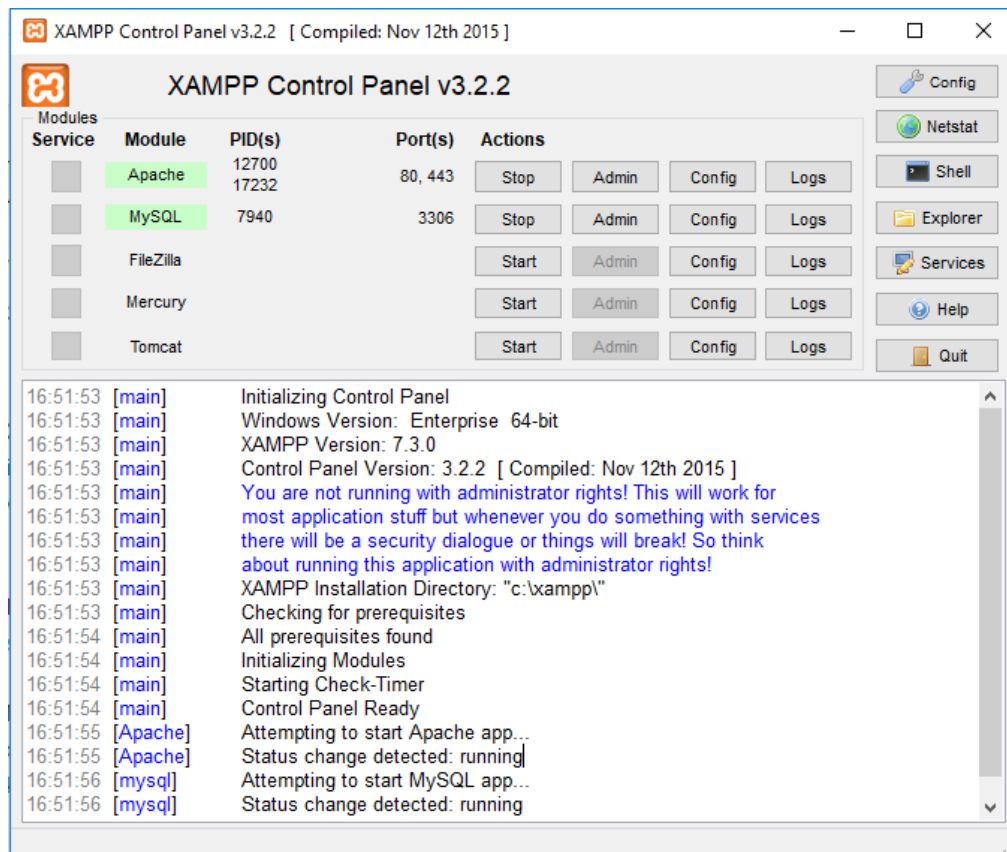 XAMPP Control Panel v3.2.2 [ Compiled: Nov 12th 2015 ]
XAMPP Control Panel v3.2.2
Config
Modules
Service Module PID(s) Port(s) Actions
Netstat
Apache 12700 17232 80, 443 Stop Admin Config Logs
Shell
MySQL 7940 3306 Stop Admin Config Logs
Explorer
FileZilla Start Admin Config Logs
Services
Mercury Start Admin Config Logs
Help
Tomcat Start Admin Config Logs
Quit
16:51:53 [main] Initializing Control Panel
16:51:53 [main] Windows Version: Enterprise 64-bit
16:51:53 [main] XAMPP Version: 7.3.0
16:51:53 [main] Control Panel Version: 3.2.2 [ Compiled: Nov 12th 2015 ]
16:51:53 [main] You are not running with administrator rights! This will work for
16:51:53 [main] most application stuff but whenever you do something with services
16:51:53 [main] there will be a security dialogue or things will break! So think
16:51:53 [main] about running this application with administrator rights!
16:51:53 [main] XAMPP Installation Directory: "c:\xampp\"
16:51:53 [main] Checking for prerequisites
16:51:54 [main] All prerequisites found
16:51:54 [main] Initializing Modules
16:51:54 [main] Starting Check-Timer
16:51:54 [main] Control Panel Ready
16:51:55 [Apache] Attempting to start Apache app...
16:51:55 [Apache] Status change detected: running
16:51:56 [mysql] Attempting to start MySQL app...
16:51:56 [mysql] Status change detected: running